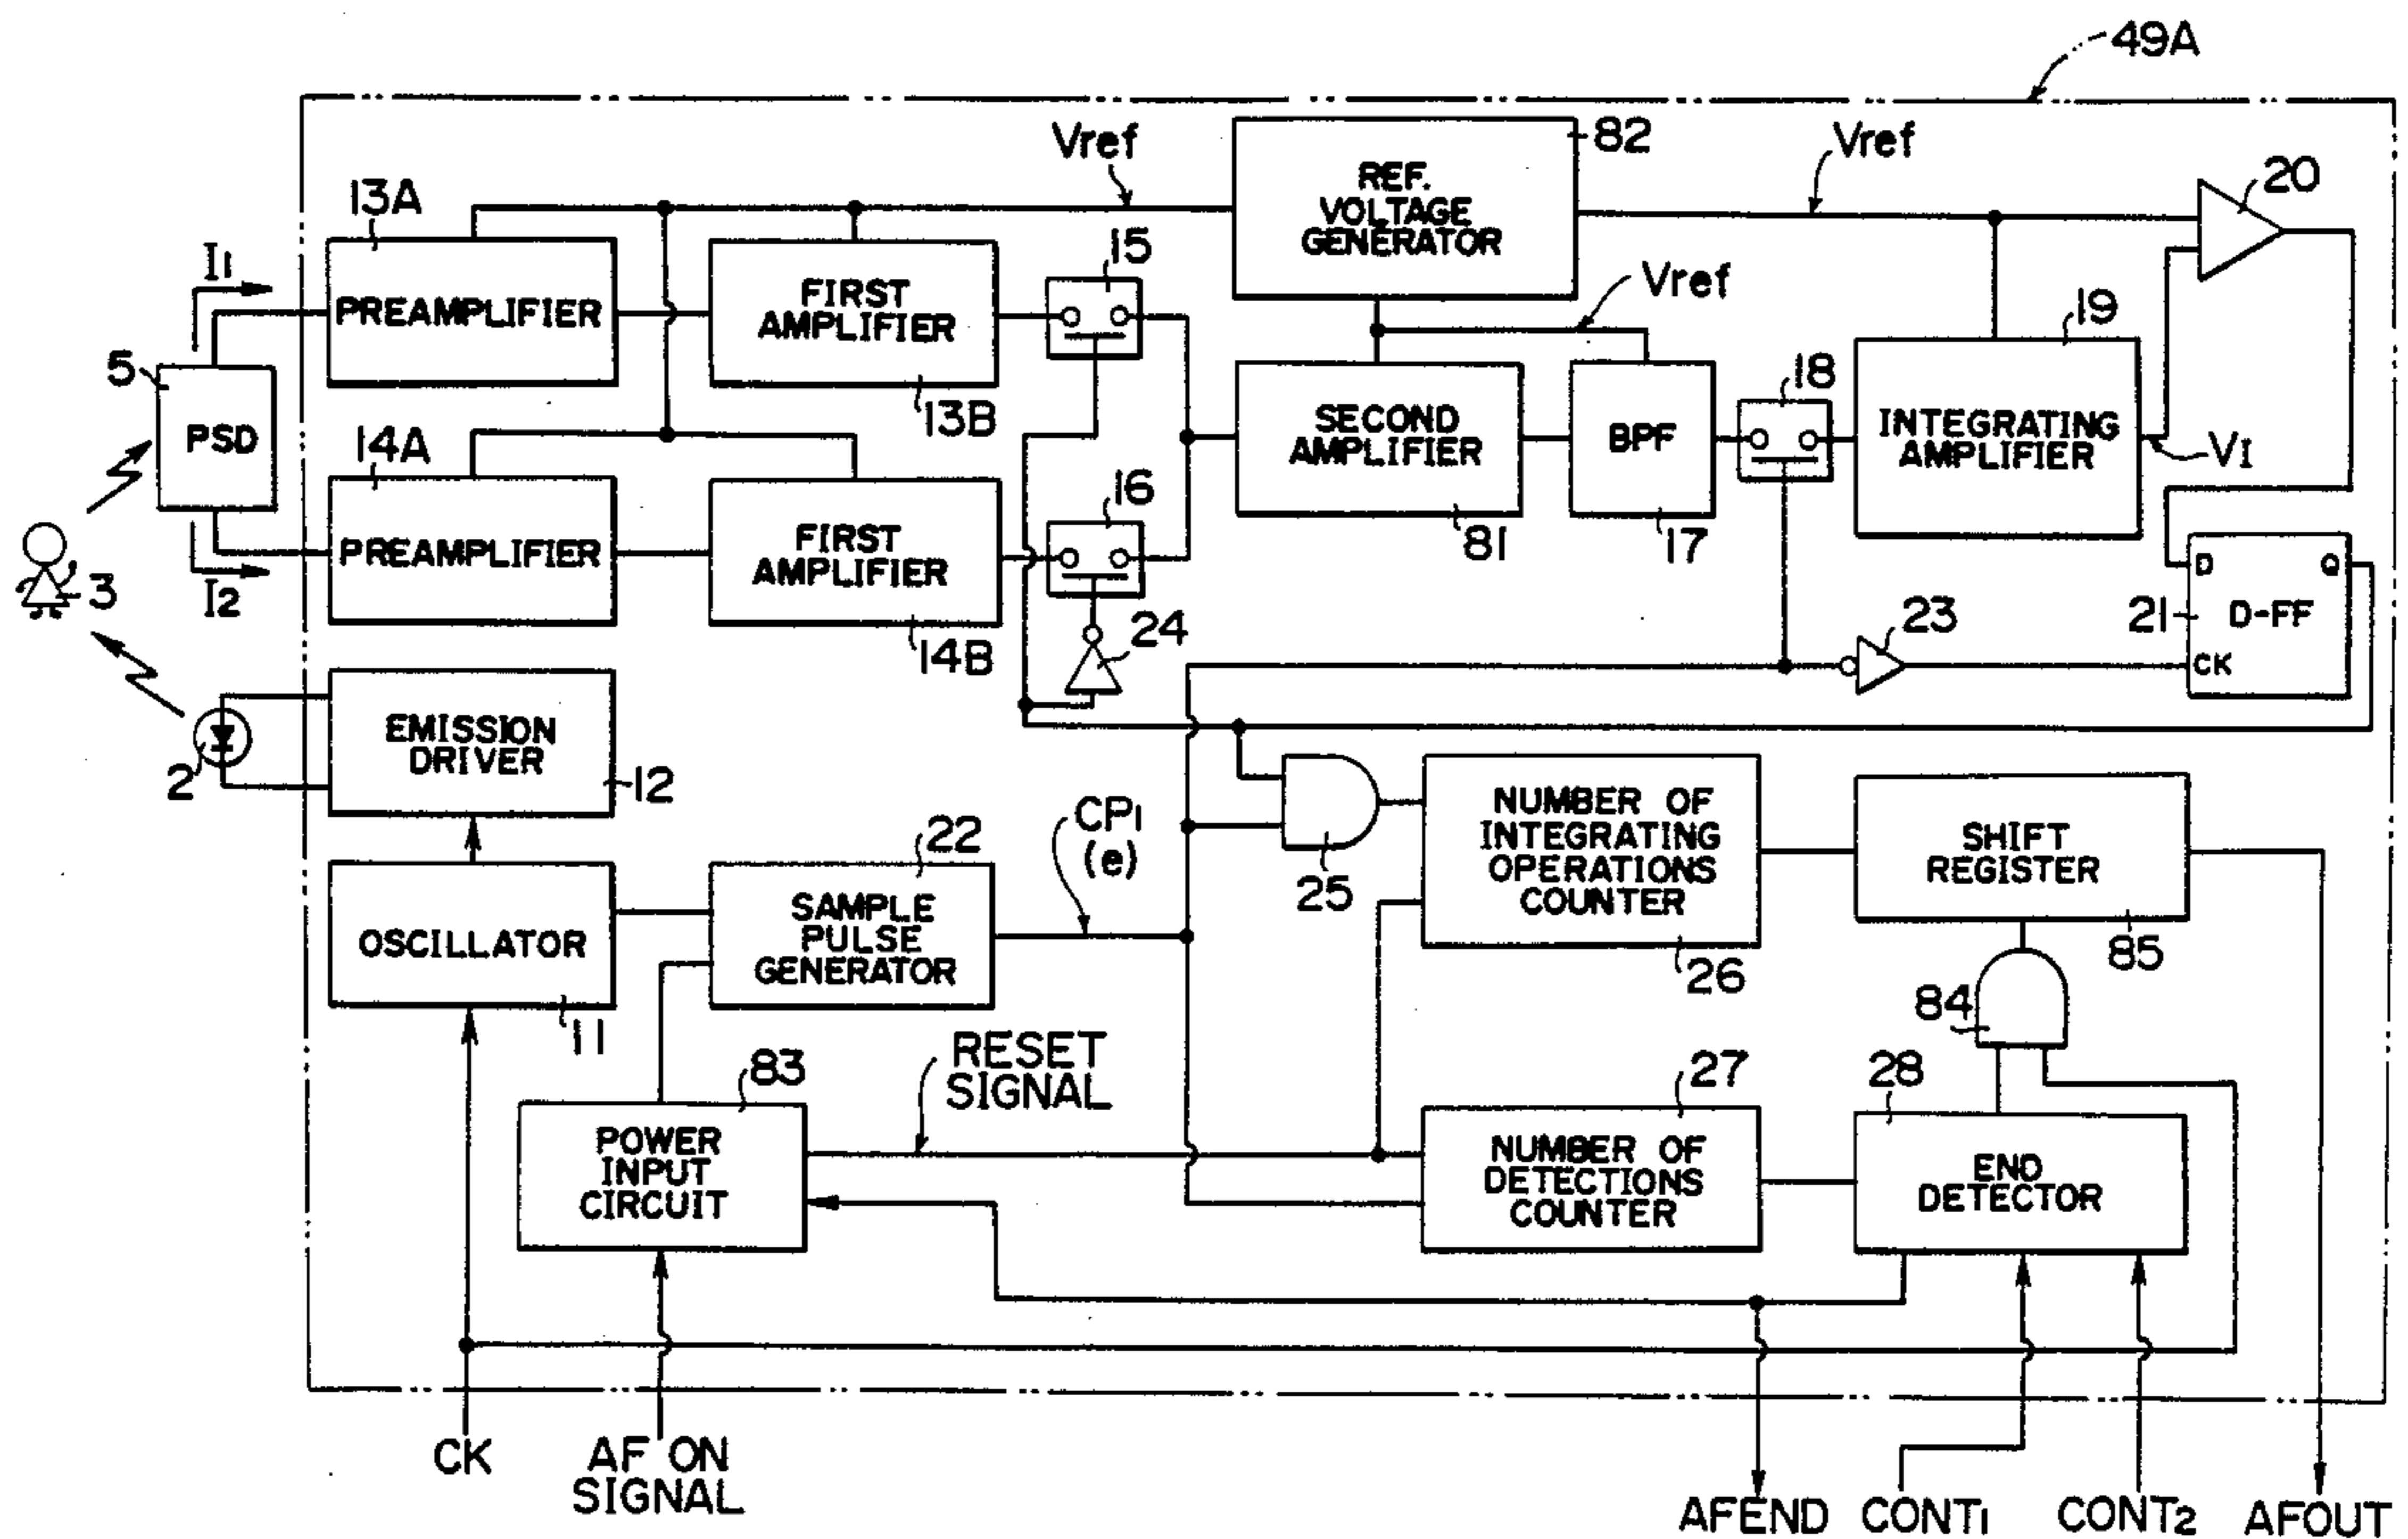 49A
Vref
82
Vref
20
13A
REF.
VOLTAGE
GENERATOR
I1
15
PREAMPLIFIER
FIRST
AMPLIFIER
Vref
19
5
PSD
13B
18
14A
SECOND
AMPLIFIER
BPF
INTEGRATING
AMPLIFIER
VI
16
PREAMPLIFIER
FIRST
AMPLIFIER
81
17
D
Q
3
I2
24
21
D-FF
23
14B
CK
EMISSION
DRIVER
2
12
CP1
(e)
NUMBER OF
INTEGRATING
OPERATIONS
COUNTER
SHIFT
REGISTER
22
25
OSCILLATOR
SAMPLE
PULSE
GENERATOR
26
85
84
11
RESET
SIGNAL
83
27
28
POWER
INPUT
CIRCUIT
NUMBER OF
DETECTIONS
COUNTER
END
DETECTOR
CK
AF ON
SIGNAL
AFEND
CONT1
CONT2
AFOUT